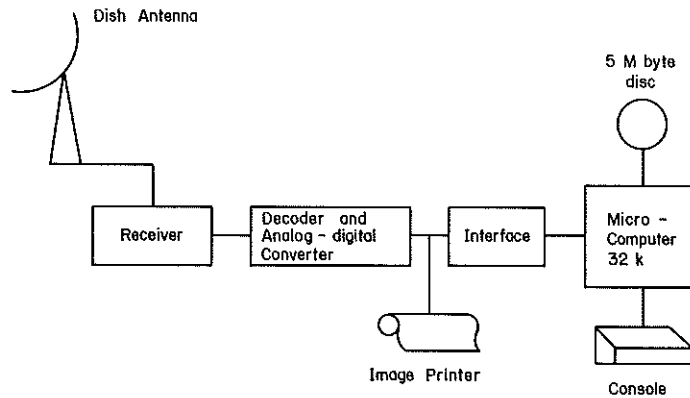 Dish Antenna
5 M byte
disc
Receiver
Decoder and
Analog - digital
Converter
Interface
Micro -
Computer
32 k
Image Printer
Console